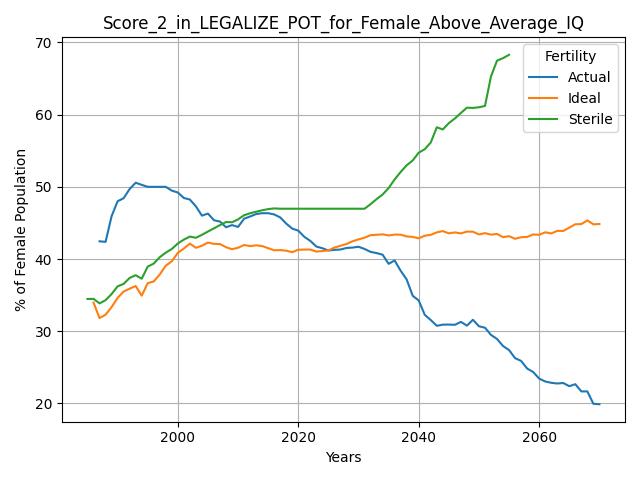 Score_2_in_LEGALIZE_POT_for_Female_Above_Average_IQ
70
60
50
40
30
20
% of Female Population
2000
2020
2040
2060
Years
Fertility
Actual
Ideal
Sterile